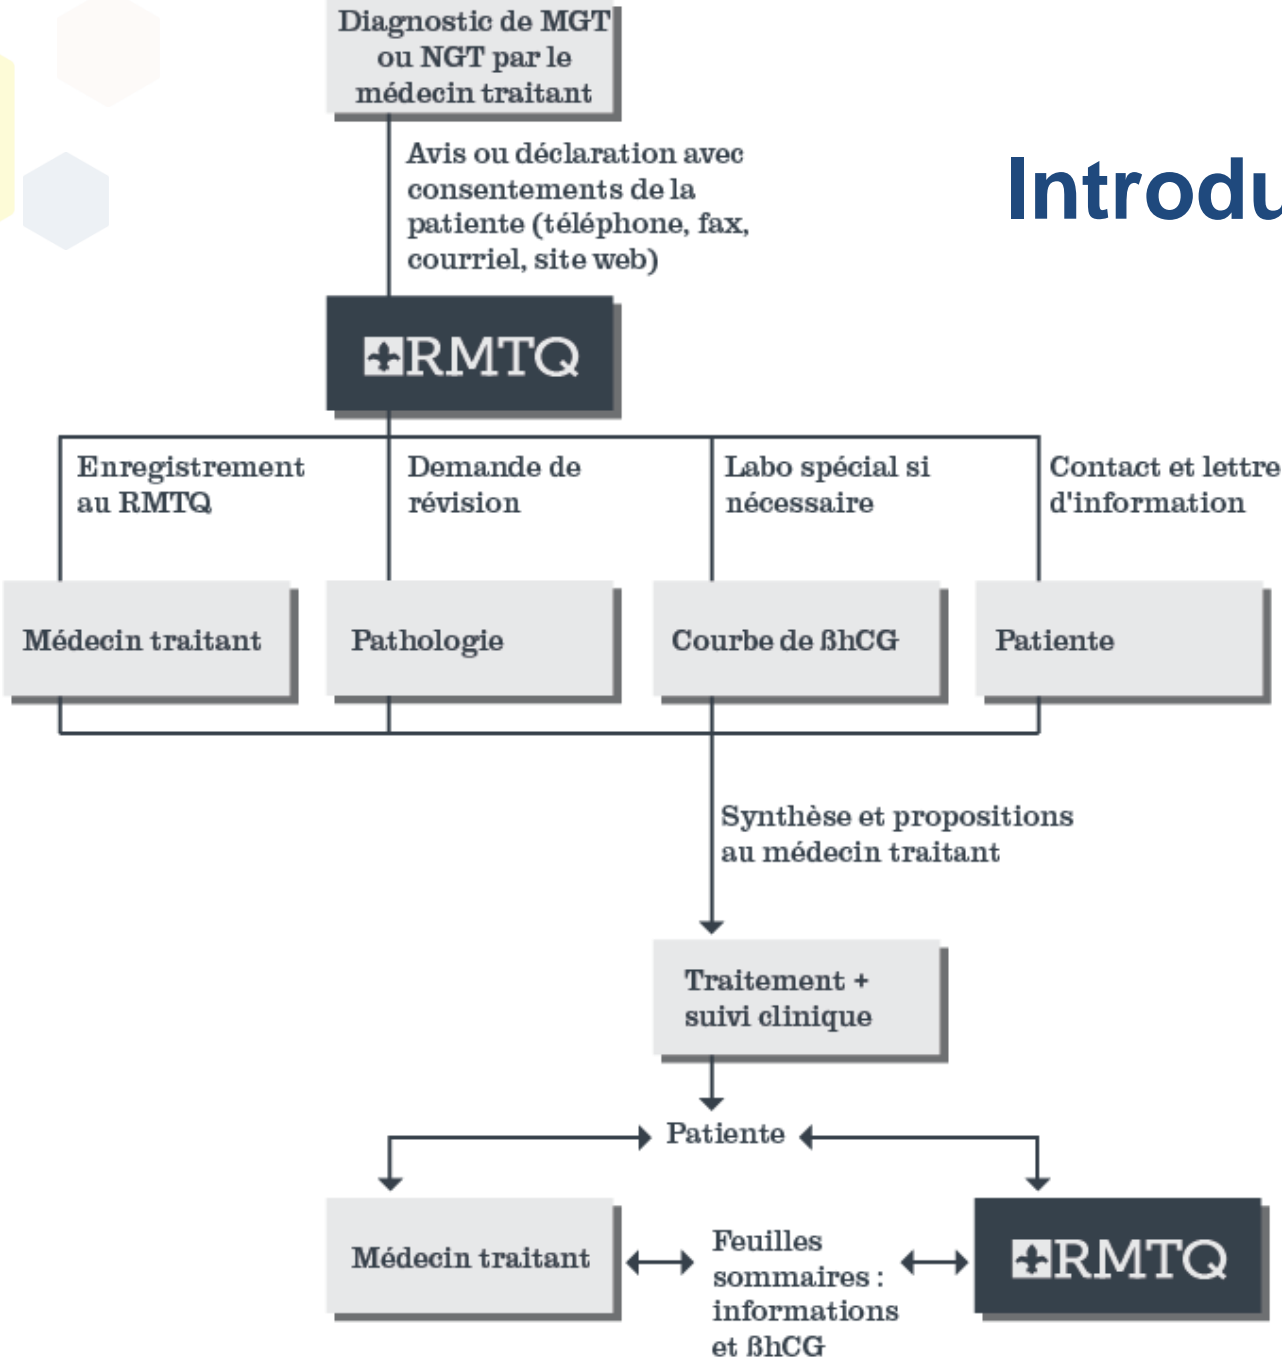 Diagnostic de MGT
ou NGT par le
médecin traitant
Avis ou déclaration avec
consentements de la
patiente (téléphone, fax,
courriel, site web)
Introdu
RMTQ
Enregistrement
au RMTQ
Demande de
révision
Labo spécial si
nécessaire
Contact et lettre
d'information
Médecin traitant
Pathologie
Courbe de ßhCG
Patiente
Synthèse et propositions
au médecin traitant
Traitement +
suivi clinique
Patiente
Médecin traitant
Feuilles
sommaires :
informations
et ßhCG
RMTQ